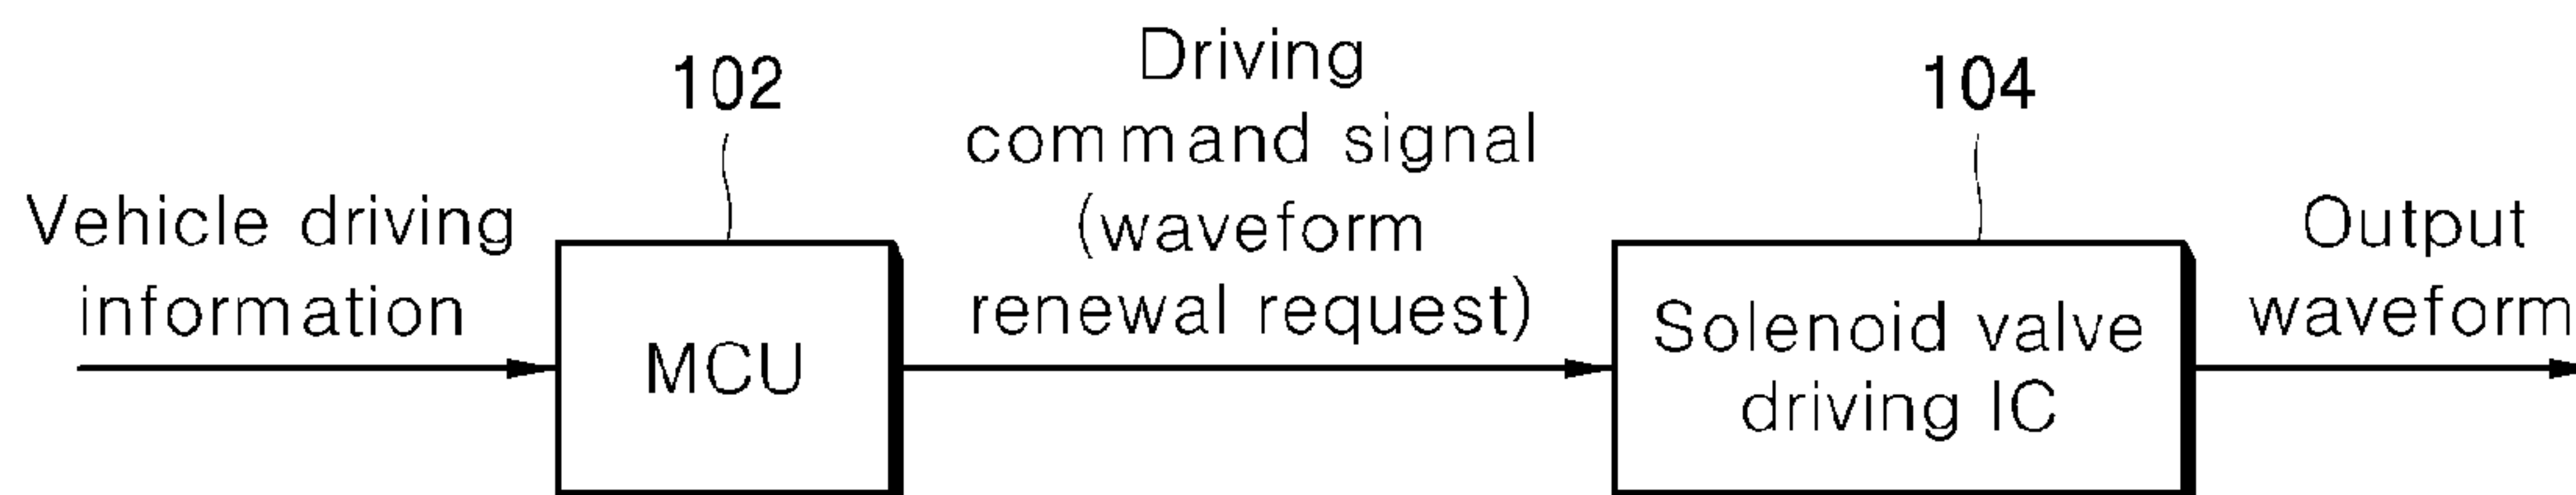 Vehicle driving
information
102
MCU
Driving
command signal
(waveform
renewal request)
104
Solenoid valve
driving IC
Output
waveform